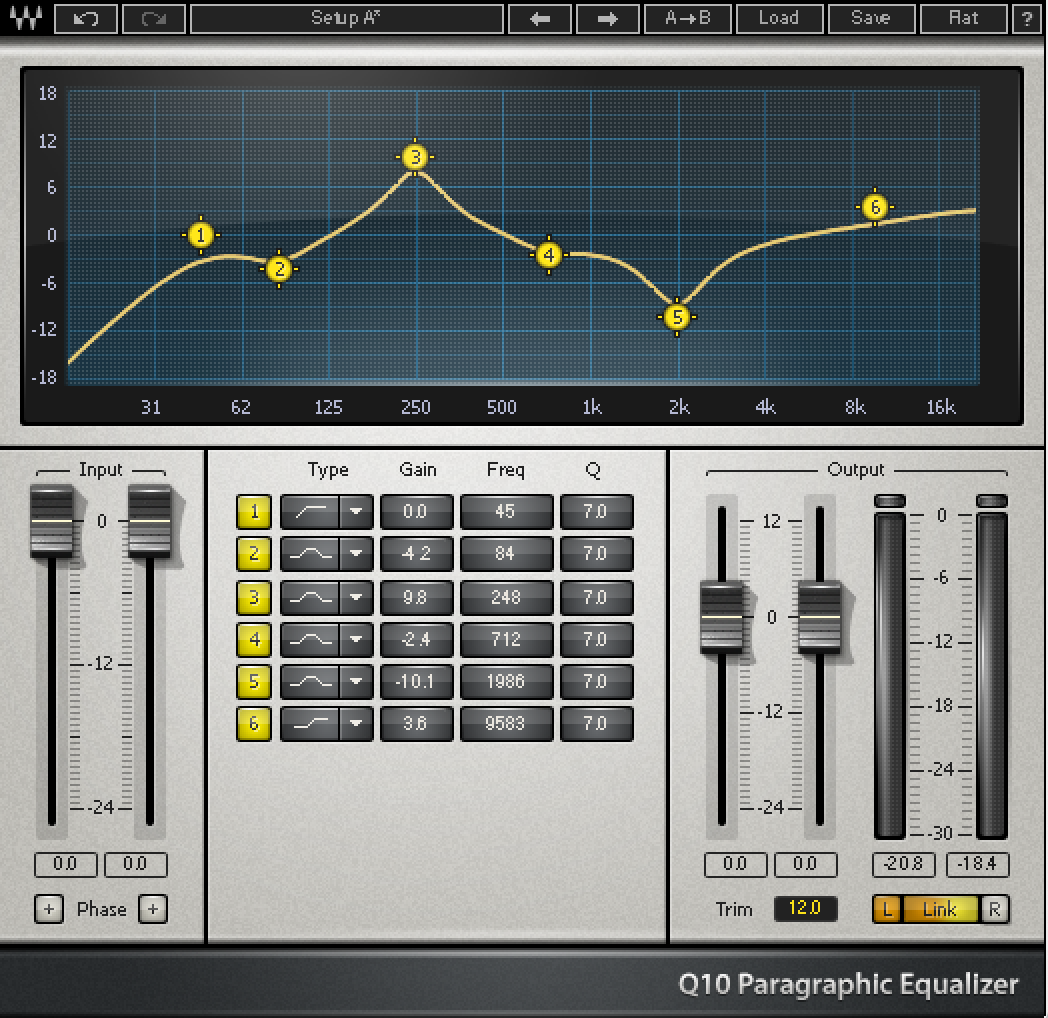 Setup A* A→B Load Save Flat ?
18
12
6
0
-6
-12
-18
1
2
3
4
5
6
31 62 125 250 500 1k 2k 4k 8k 16k
Input
0
-12
-24
0.0 0.0
+ Phase +
Type Gain Freq Q
1 0.0 45 7.0
2 -4.2 84 7.0
3 9.8 248 7.0
4 -2.4 712 7.0
5 -10.1 1986 7.0
6 3.6 9583 7.0
Output
12
0
-12
-24
0
-6
-12
-18
-24
-30
0.0 0.0 -20.8 -18.4
Trim 12.0 L Link R
Q10 Paragraphic Equalizer